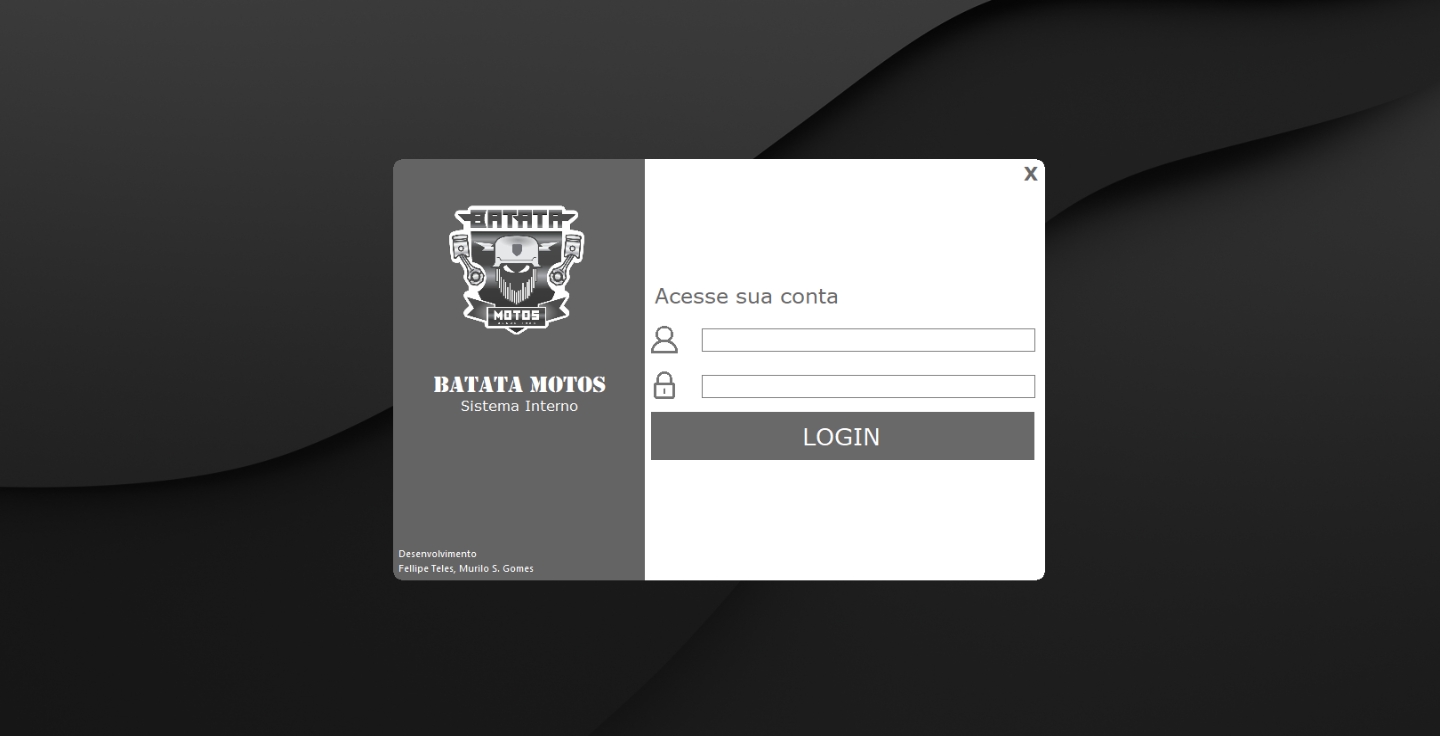 BATATA
MOTOS
BATATA MOTOS
Sistema Interno
Desenvolvimento
Fellipe Teles, Murilo S. Gomes
X
Acesse sua conta
LOGIN